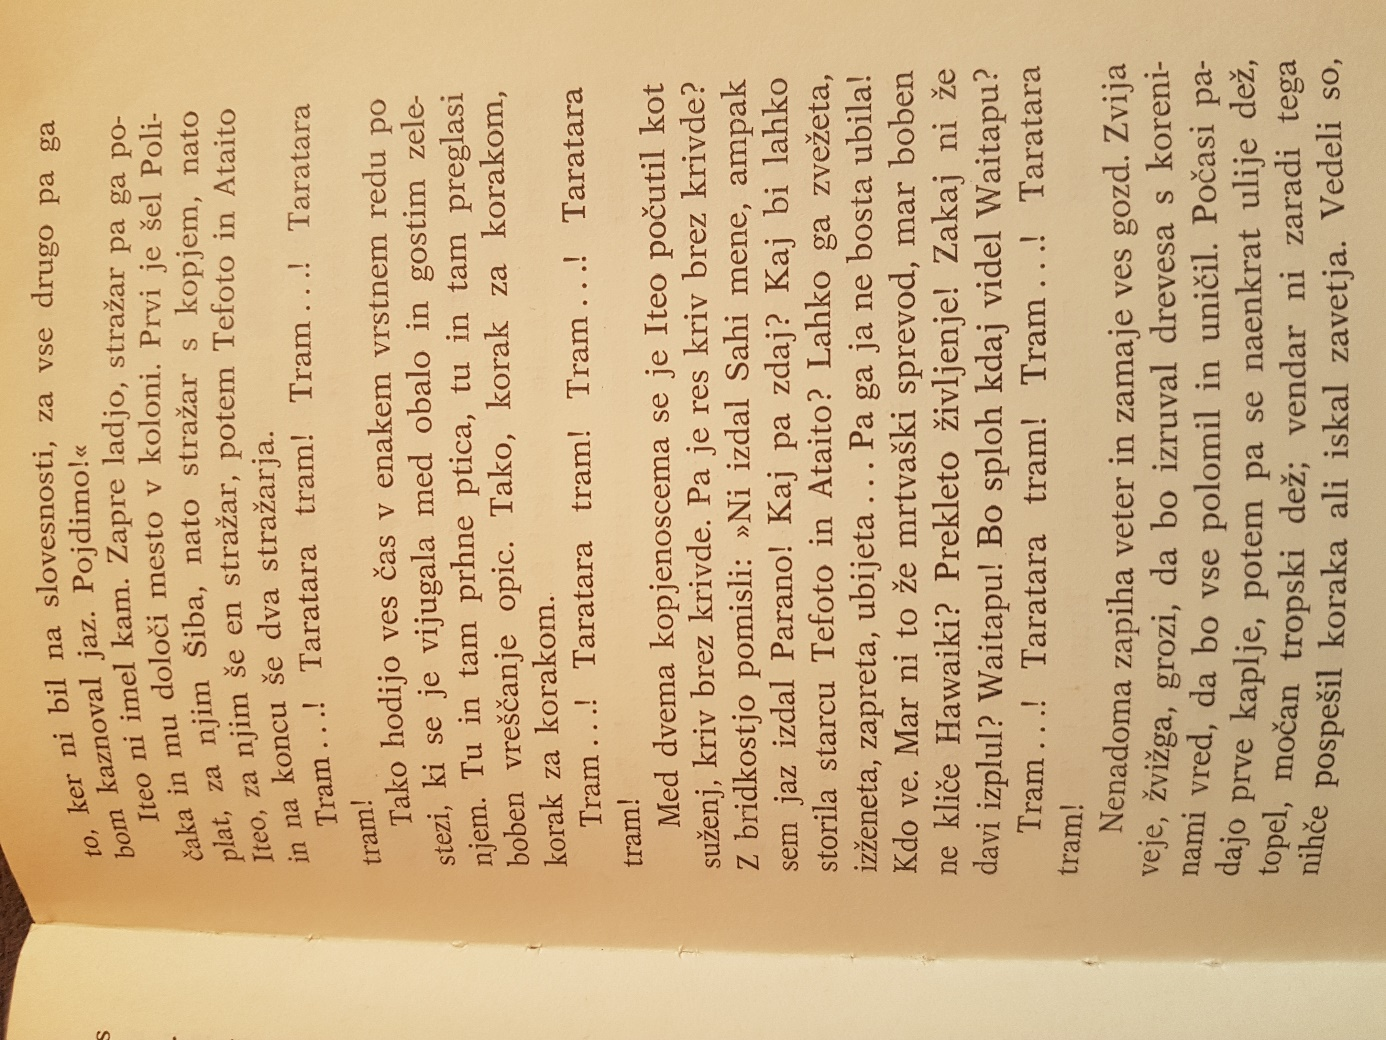 to, ker ni bil na slovesnosti, za vse drugo pa ga
bom kaznoval jaz. Pojdimo!«
Iteo ni imel kam. Zapre ladjo, stražar pa ga po-
čaka in mu določi mesto v koloni. Prvi je šel Poli-
plat, za njim Šiba, nato stražar s kopjem, nato
Iteo, za njim še en stražar, potem Tefoto in Ataito
in na koncu še dva stražarja.
Tram...! Taratara tram! Tram...! Taratara
tram!
Tako hodijo ves čas v enakem vrstnem redu po
stezi, ki se je vijugala med obalo in gostim zele-
njem. Tu in tam prhne ptica, tu in tam preglasi
boben vreščanje opic. Tako, korak za korakom,
korak za korakom.
Tram...! Taratara tram! Tram...! Taratara
tram!
Med dvema kopjenoscema se je Iteo počutil kot
suženj, kriv brez krivde. Pa je res kriv brez krivde?
Z bridkostjo pomisli: »Ni izdal Sahi mene, ampak
sem jaz izdal Parano! Kaj pa zdaj? Kaj bi lahko
storila starcu Tefoto in Ataito? Lahko ga zvežeta,
izženeta, zapreta, ubijeta ... Pa ga ja ne bosta ubila!
Kdo ve. Mar ni to že mrtvaški sprevod, mar boben
ne kliče Hawaiki? Prekleto življenje! Zakaj ni že
davi izplul? Waitapu! Bo sploh kdaj videl Waitapu?
Tram...! Taratara tram! Tram...! Taratara
tram!
Nenadoma zapiha veter in zamaje ves gozd. Zvija
veje, žvižga, grozi, da bo izruval drevesa s koreni-
nami vred, da bo vse polomil in uničil. Počasi pa-
dajo prve kaplje, potem pa se naenkrat ulije dež,
topel, močan tropski dež; vendar ni zaradi tega
nihče pospešil koraka ali iskal zavetja. Vedeli so,
s